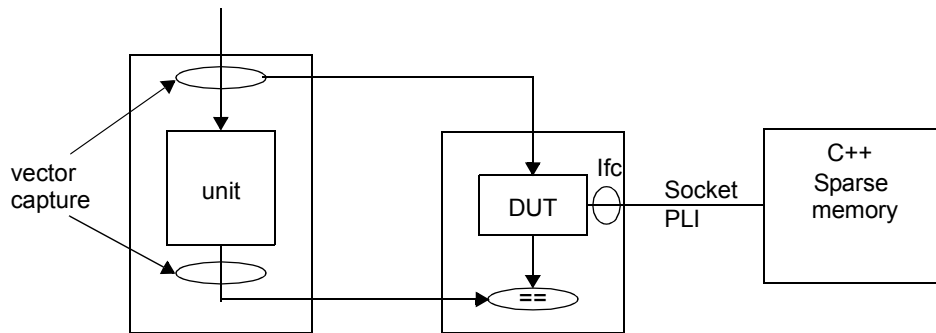 vector
capture
unit
DUT
==
Ifc
Socket
PLI
C++
Sparse
memory